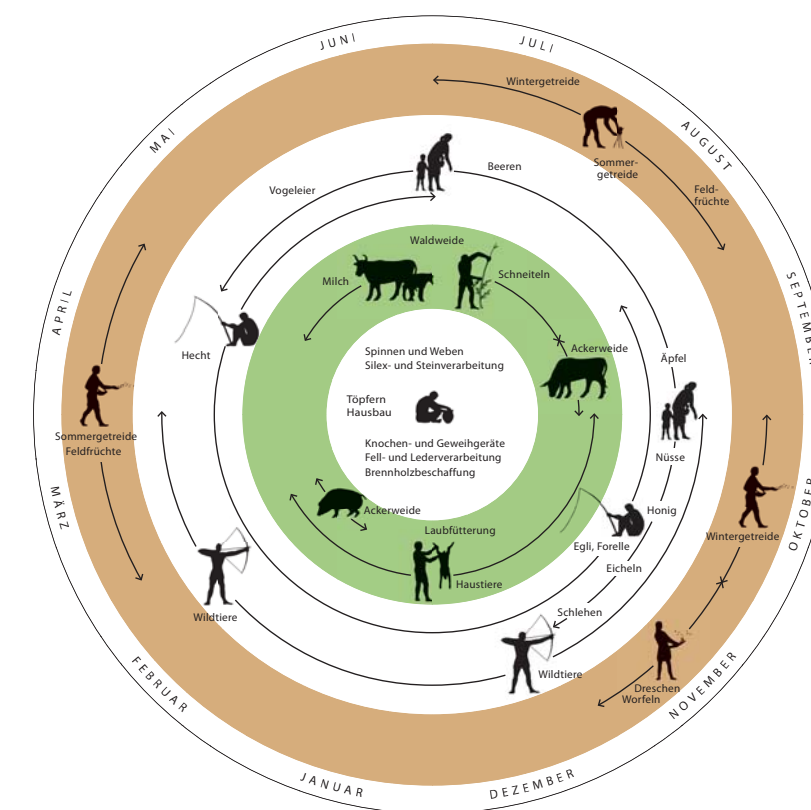 JUNI
JULI
AUGUST
SEPTEMBER
OKTOBER
NOVEMBER
DEZEMBER
JANUAR
FEBRUAR
MÄRZ
APRIL
MAI
Wintergetreide
Sommer-
getreide
Feld-
früchte
Beeren
Vogeleier
Waldweide
Milch
Schneiteln
Hecht
Ackerweide
Äpfel
Spinnen und Weben
Silex- und Steinverarbeitung
Töpfern
Hausbau
Knochen- und Geweihgeräte
Fell- und Lederverarbeitung
Brennholzbeschaffung
Sommergetreide
Feldfrüchte
Nüsse
Ackerweide
Honig
Laubfütterung
Egli, Forelle
Wintergetreide
Eicheln
Haustiere
Schlehen
Wildtiere
Wildtiere
Dreschen
Worfeln